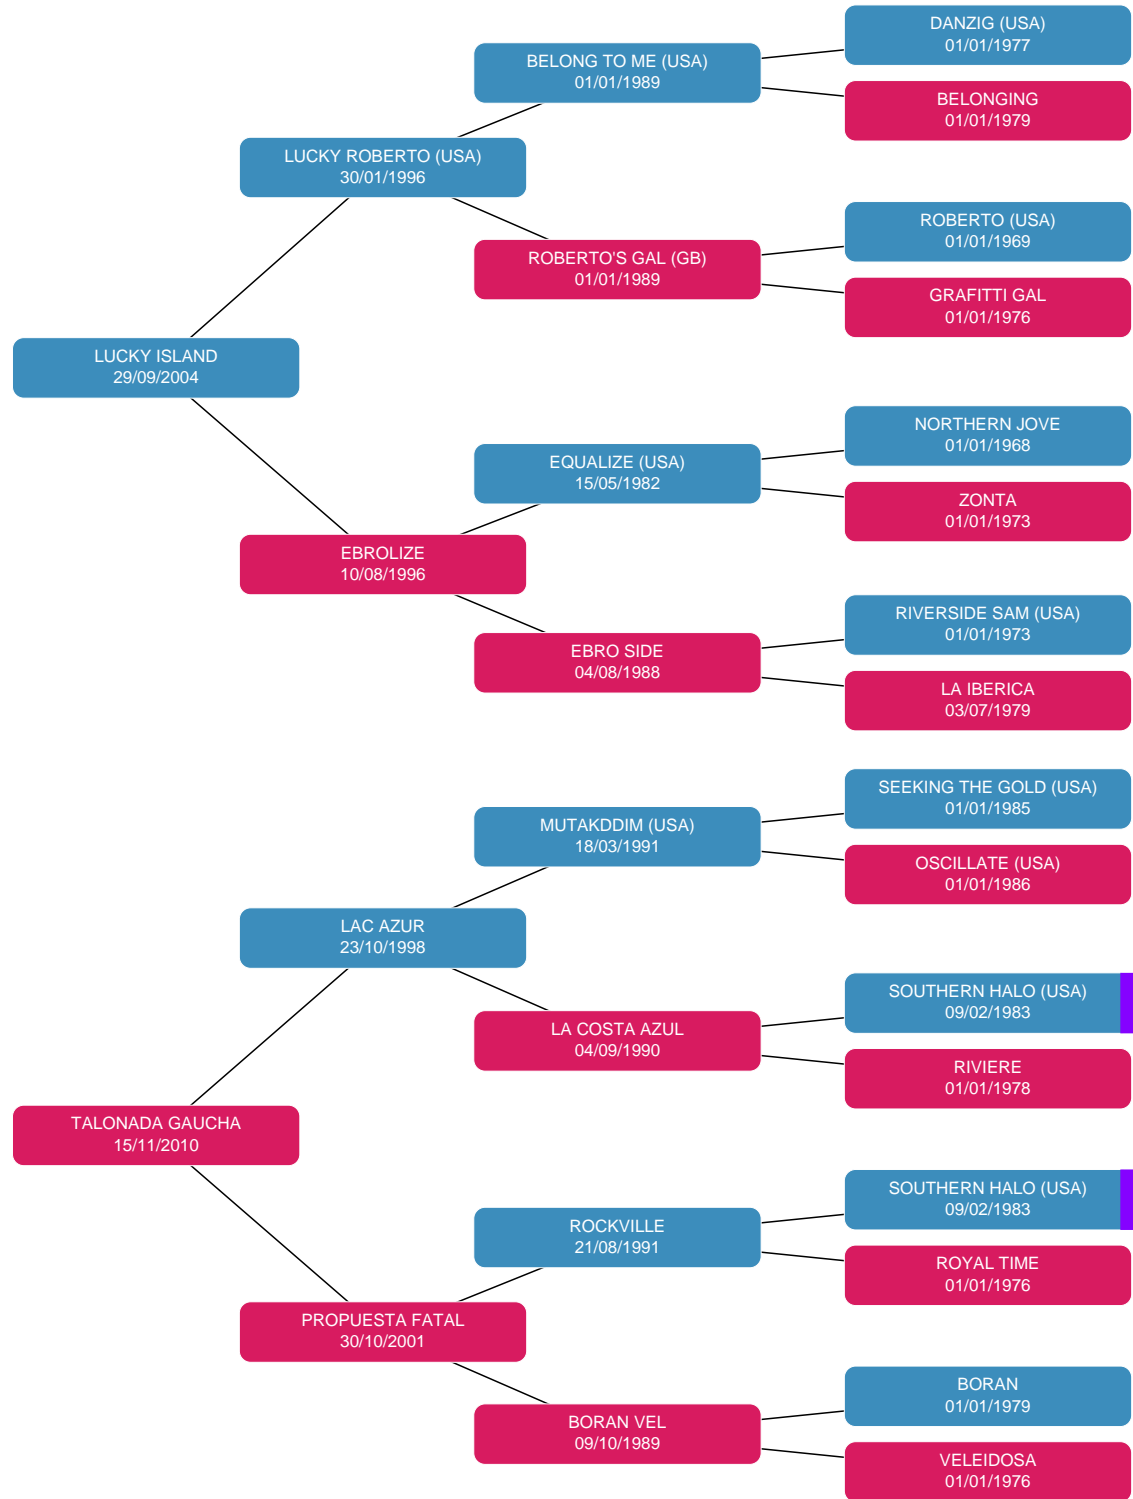 DANZIG (USA)
01/01/1977
BELONG TO ME (USA)
01/01/1989
BELONGING
01/01/1979
LUCKY ROBERTO (USA)
30/01/1996
ROBERTO (USA)
01/01/1969
ROBERTO'S GAL (GB)
01/01/1989
GRAFITTI GAL
01/01/1976
LUCKY ISLAND
29/09/2004
NORTHERN JOVE
01/01/1968
EQUALIZE (USA)
15/05/1982
ZONTA
01/01/1973
EBROLIZE
10/08/1996
RIVERSIDE SAM (USA)
01/01/1973
EBRO SIDE
04/08/1988
LA IBERICA
03/07/1979
SEEKING THE GOLD (USA)
01/01/1985
MUTAKDDIM (USA)
18/03/1991
OSCILLATE (USA)
01/01/1986
LAC AZUR
23/10/1998
SOUTHERN HALO (USA)
09/02/1983
LA COSTA AZUL
04/09/1990
RIVIERE
01/01/1978
TALONADA GAUCHA
15/11/2010
SOUTHERN HALO (USA)
09/02/1983
ROCKVILLE
21/08/1991
ROYAL TIME
01/01/1976
PROPUESTA FATAL
30/10/2001
BORAN
01/01/1979
BORAN VEL
09/10/1989
VELEIDOSA
01/01/1976